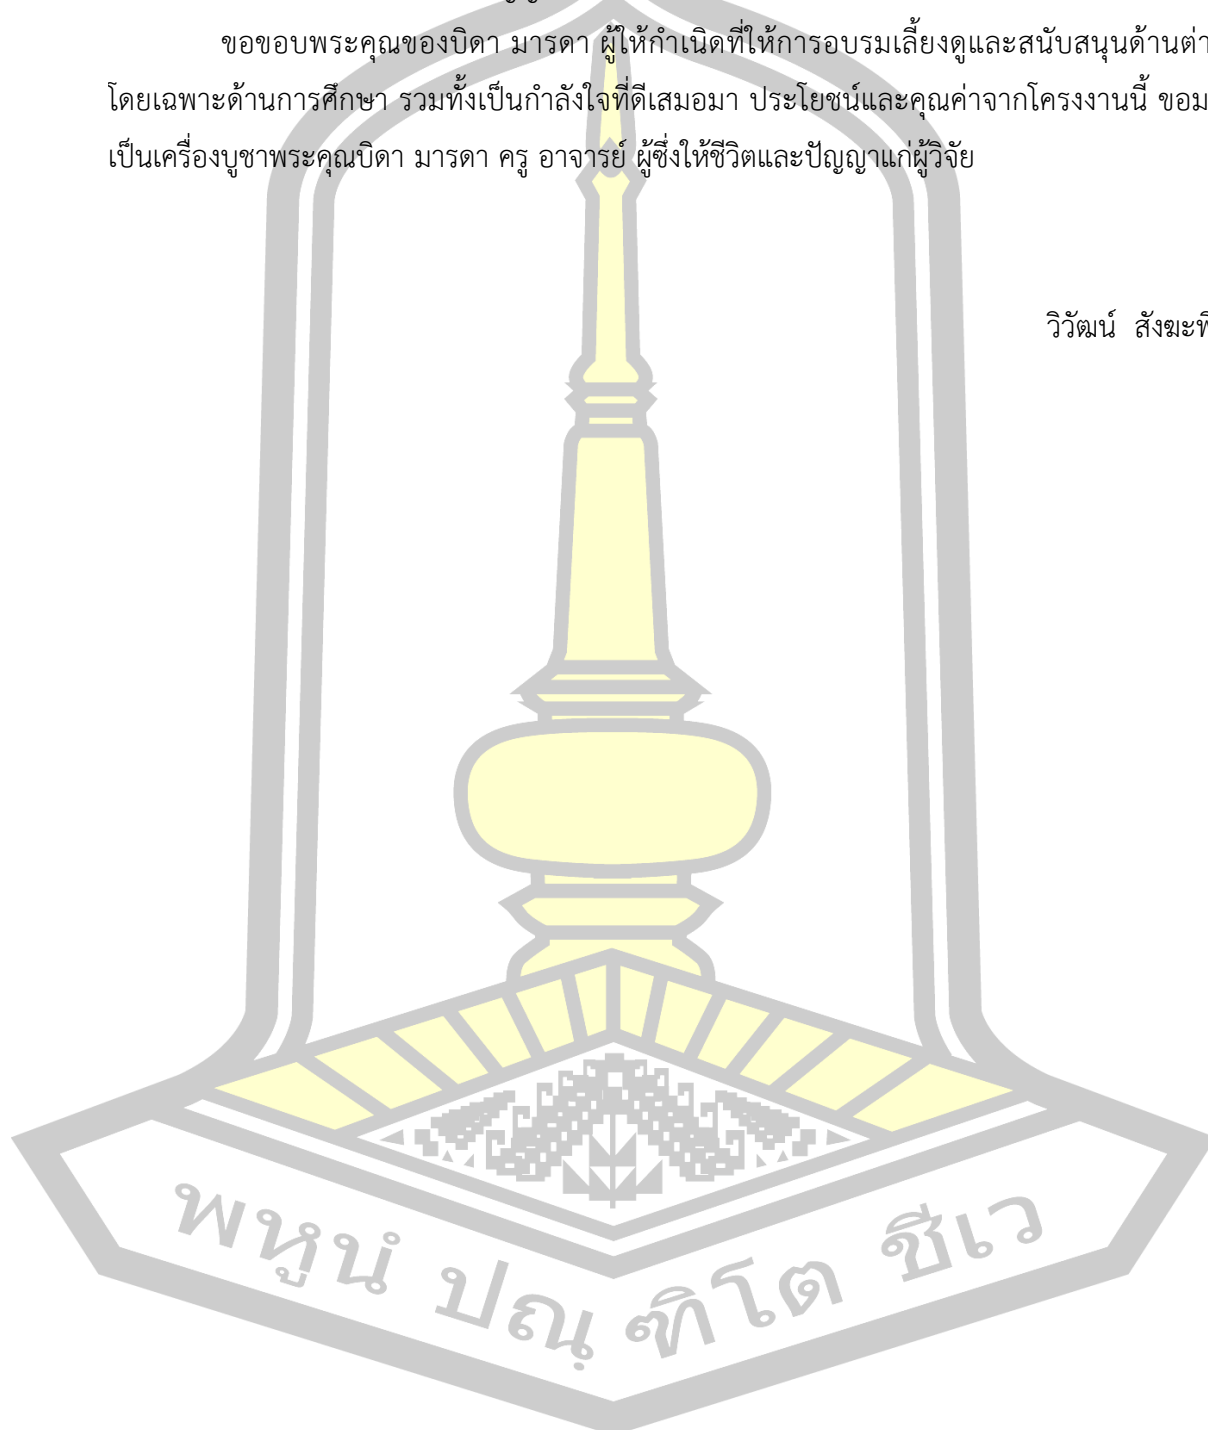 ขอขอบพระคุณของบิดา มารดา ผู้ให้กำเนิดที่ให้การอบรมเลี้ยงดูและสนับสนุนด้านต่า
โดยเฉพาะด้านการศึกษา รวมทั้งเป็นกำลังใจที่ดีเสมอมา ประโยชน์และคุณค่าจากโครงงานนี้ ขอม
เป็นเครื่องบูชาพระคุณบิดา มารดา ครู อาจารย์ ผู้ซึ่งให้ชีวิตและปัญญาแก่ผู้วิจัย
วิวัฒน์ สังฆะพิ
พหูนํ ปณฺฑิโต ชีเว